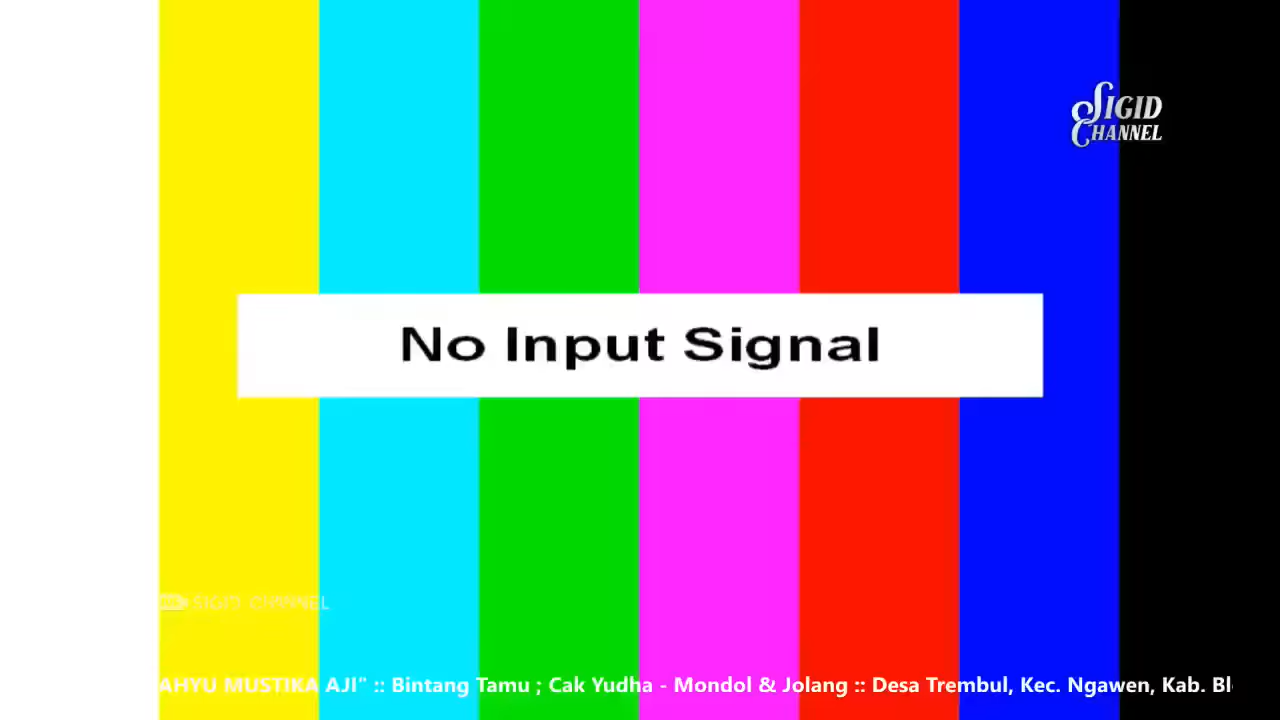 SIGID
CHANNEL
No Input Signal
SIGID CHANNEL
AHYU MUSTIKA AJI" :: Bintang Tamu ; Cak Yudha - Mondol & Jolang :: Desa Trembul, Kec. Ngawen, Kab. Bl